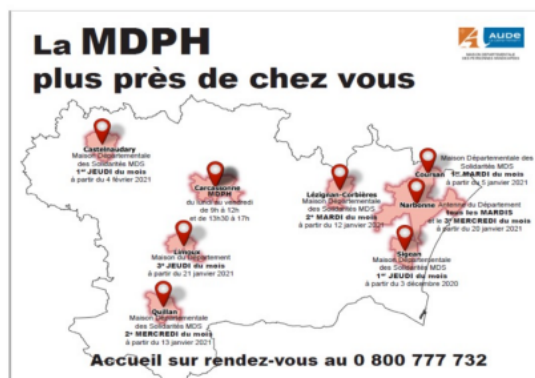 La MDPH
plus près de chez vous
AUDE
MAISON DÉPARTEMENTALE
DES PERSONNES HANDICAPÉES
Castelnaudary
Maison Départementale
des Solidarités MDS
1er JEUDI du mois
à partir du 4 février 2021
Carcassonne
MDPH
du lundi au vendredi
de 9h à 12h
et de 13h30 à 17h
Lézignan-Corbières
Maison Départementale
des Solidarités MDS
2e MARDI du mois
à partir du 12 janvier 2021
Coursan
Maison Départementale des
Solidarités MDS
1er MARDI du mois
à partir du 5 janvier 2021
Narbonne
Antenne du Département
tous les MARDIS
et le 3e MERCREDI du mois
à partir du 20 janvier 2021
Limoux
Maison du Département
3e JEUDI du mois
à partir du 21 janvier 2021
Sigean
Maison Départementale
des Solidarités MDS
1er JEUDI du mois
à partir du 3 décembre 2020
Quillan
Maison Départementale
des Solidarités MDS
2e MERCREDI du mois
à partir du 13 janvier 2021
Accueil sur rendez-vous au 0 800 777 732